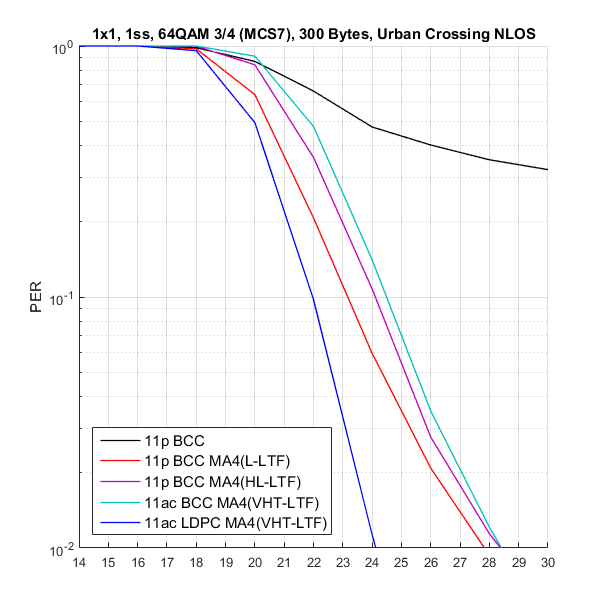 1x1, 1ss, 64QAM 3/4 (MCS7), 300 Bytes, Urban Crossing NLOS
10^0
10^-1
10^-2
PER
11p BCC
11p BCC MA4(L-LTF)
11p BCC MA4(HL-LTF)
11ac BCC MA4(VHT-LTF)
11ac LDPC MA4(VHT-LTF)
14 15 16 17 18 19 20 21 22 23 24 25 26 27 28 29 30